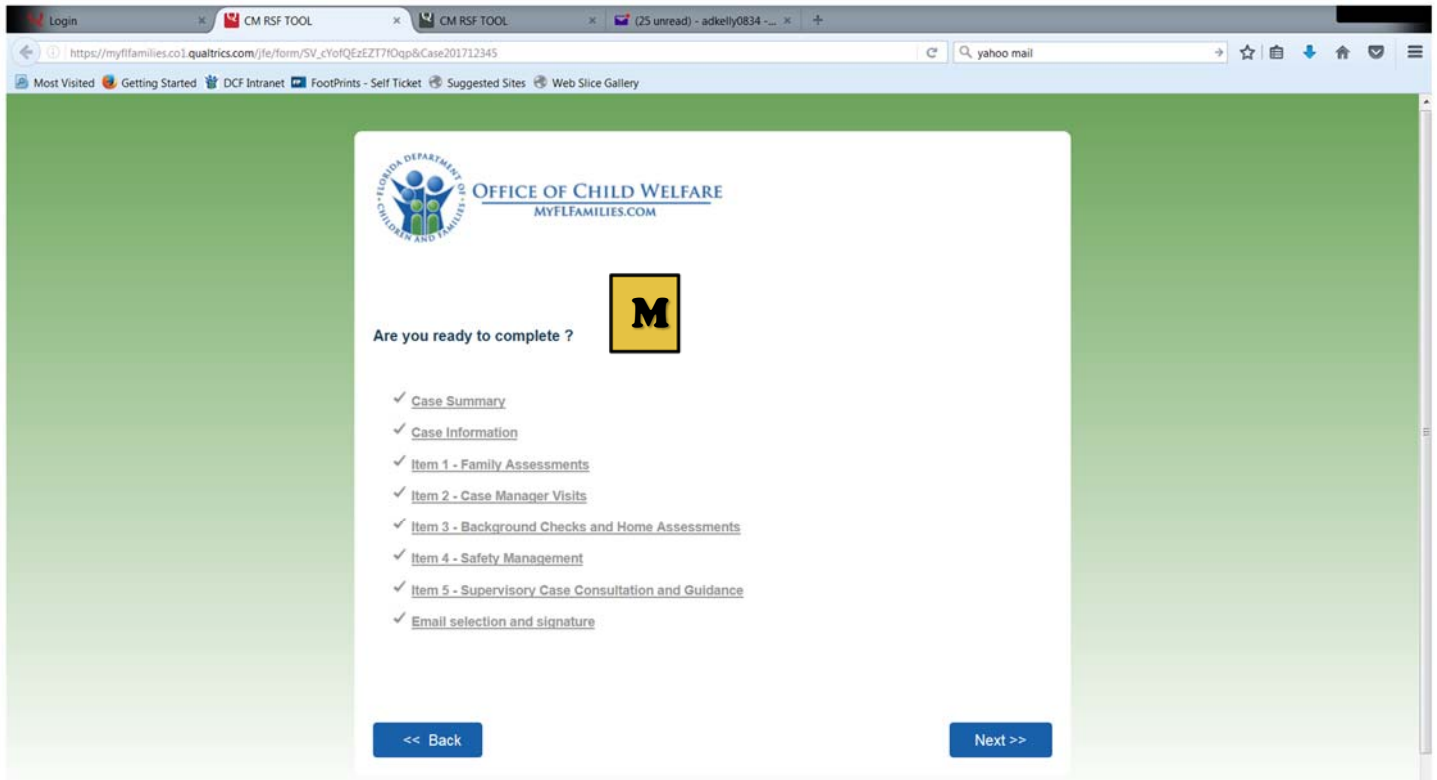 Login
CM RSF TOOL
CM RSF TOOL
(25 unread) - adkelly0834 -...
https://myflfamilies.co1.qualtrics.com/jfe/form/SV_cYofQEzEZT7fOqp&Case201712345
yahoo mail
Most Visited Getting Started DCF Intranet FootPrints - Self Ticket Suggested Sites Web Slice Gallery
FLORIDA DEPARTMENT OF CHILDREN AND FAMILIES
OFFICE OF CHILD WELFARE
MYFLFAMILIES.COM
M
Are you ready to complete ?
Case Summary
Case Information
Item 1 - Family Assessments
Item 2 - Case Manager Visits
Item 3 - Background Checks and Home Assessments
Item 4 - Safety Management
Item 5 - Supervisory Case Consultation and Guidance
Email selection and signature
<< Back
Next >>